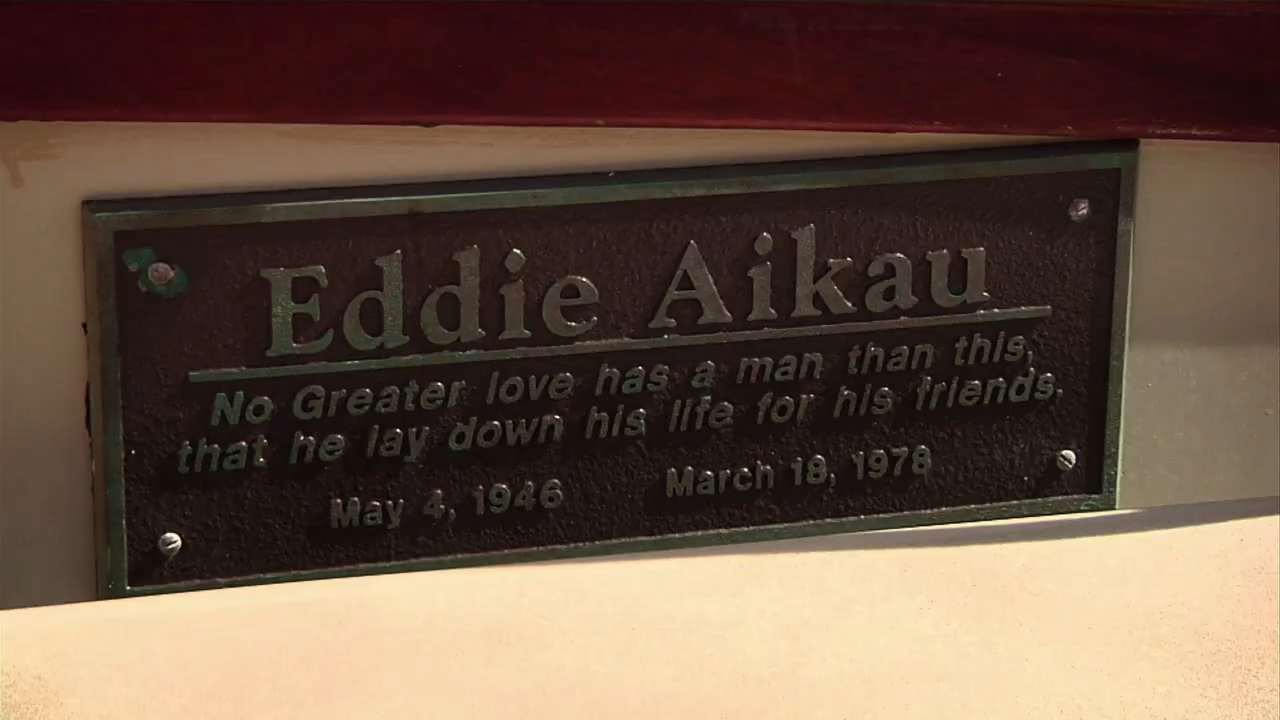 Eddie Aikau
No Greater love has a man than this,
that he lay down his life for his friends.
May 4, 1946 March 18, 1978